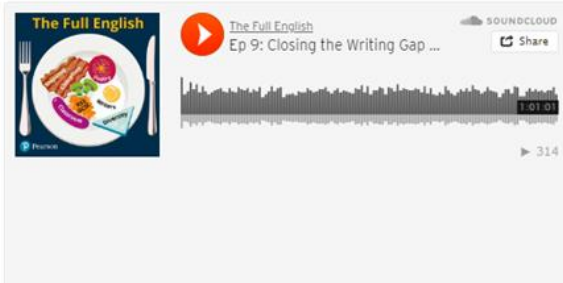 The Full English
Pearson
The Full English
Ep 9: Closing the Writing Gap ...
SOUNDCLOUD
Share
1:01:01
314
Poetry
Writers
Classroom
Diversity